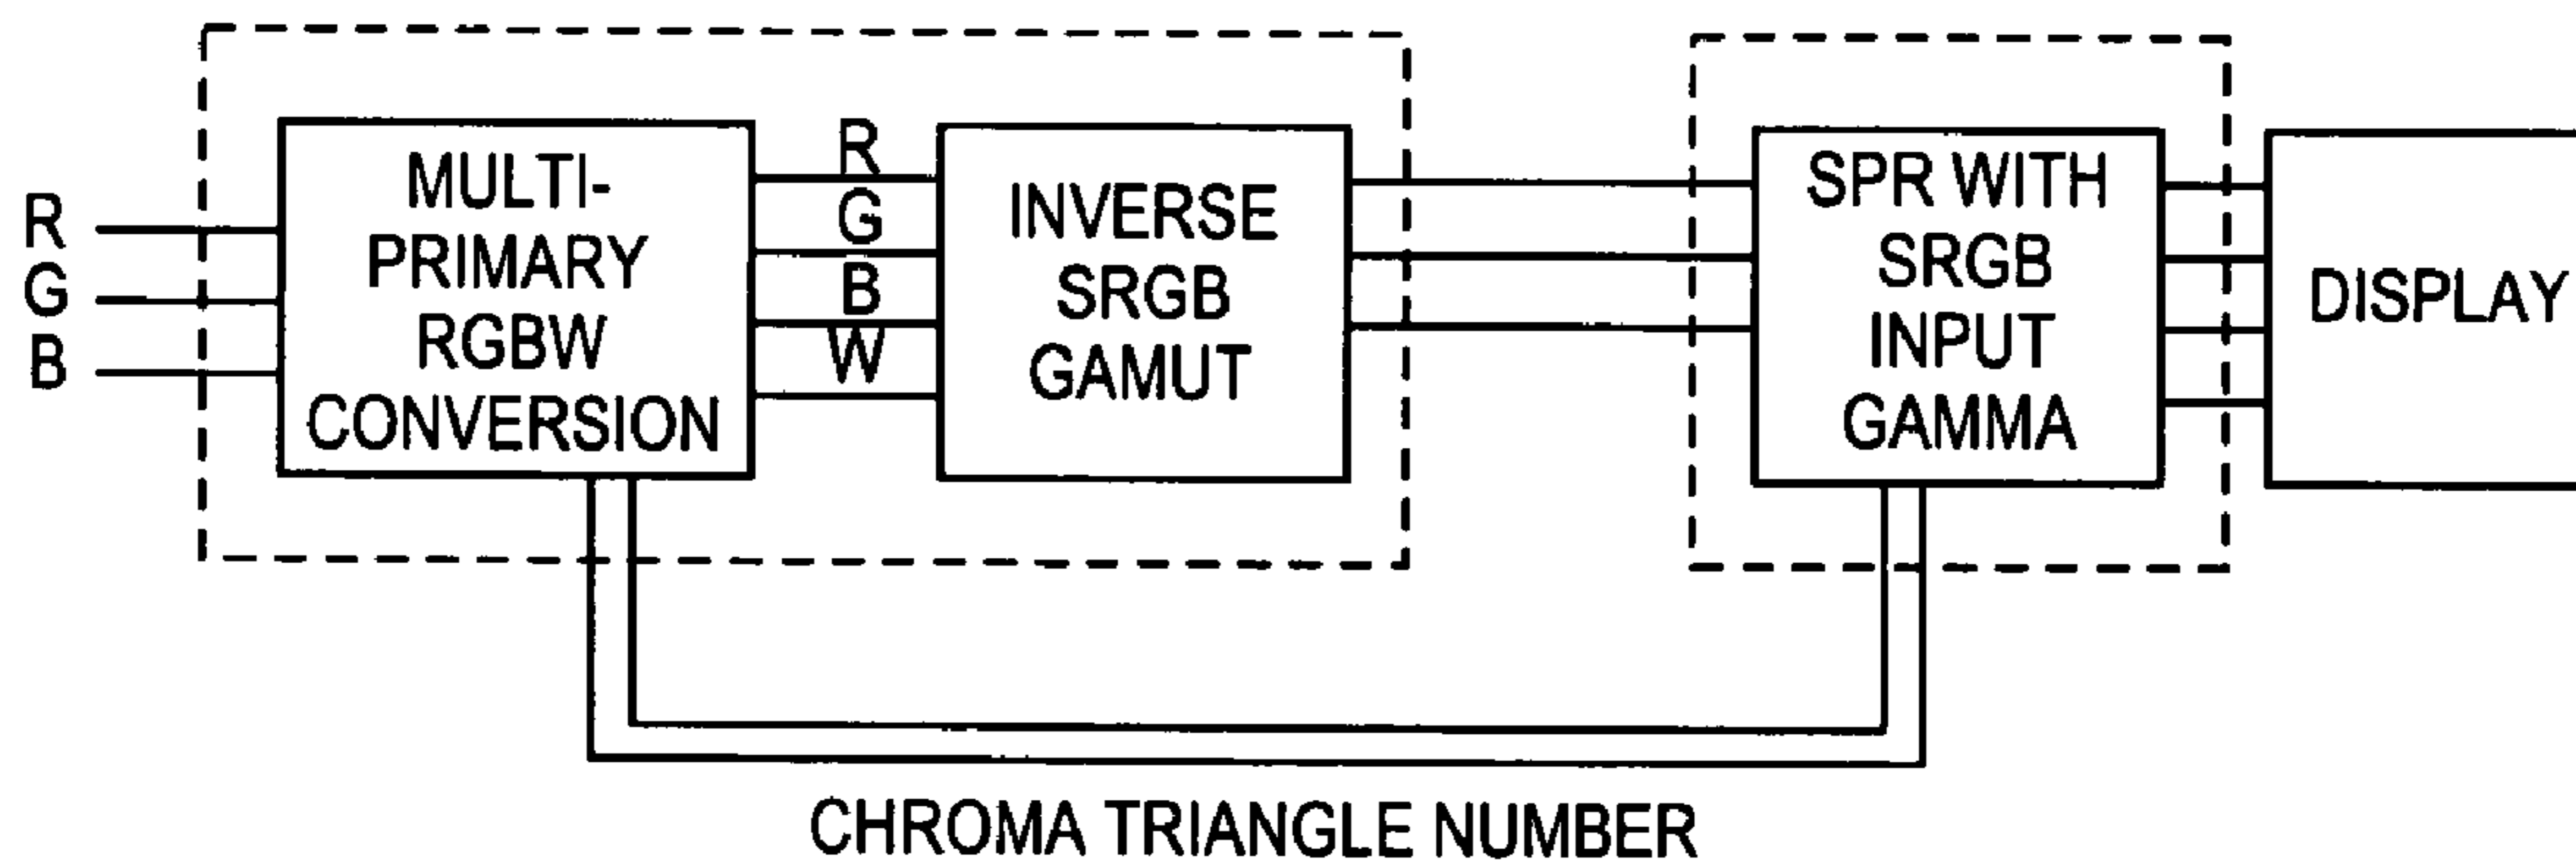 R
G
B
MULTI-
PRIMARY
RGBW
CONVERSION
R
G
B
W
INVERSE
SRGB
GAMUT
SPR WITH
SRGB
INPUT
GAMMA
DISPLAY
CHROMA TRIANGLE NUMBER